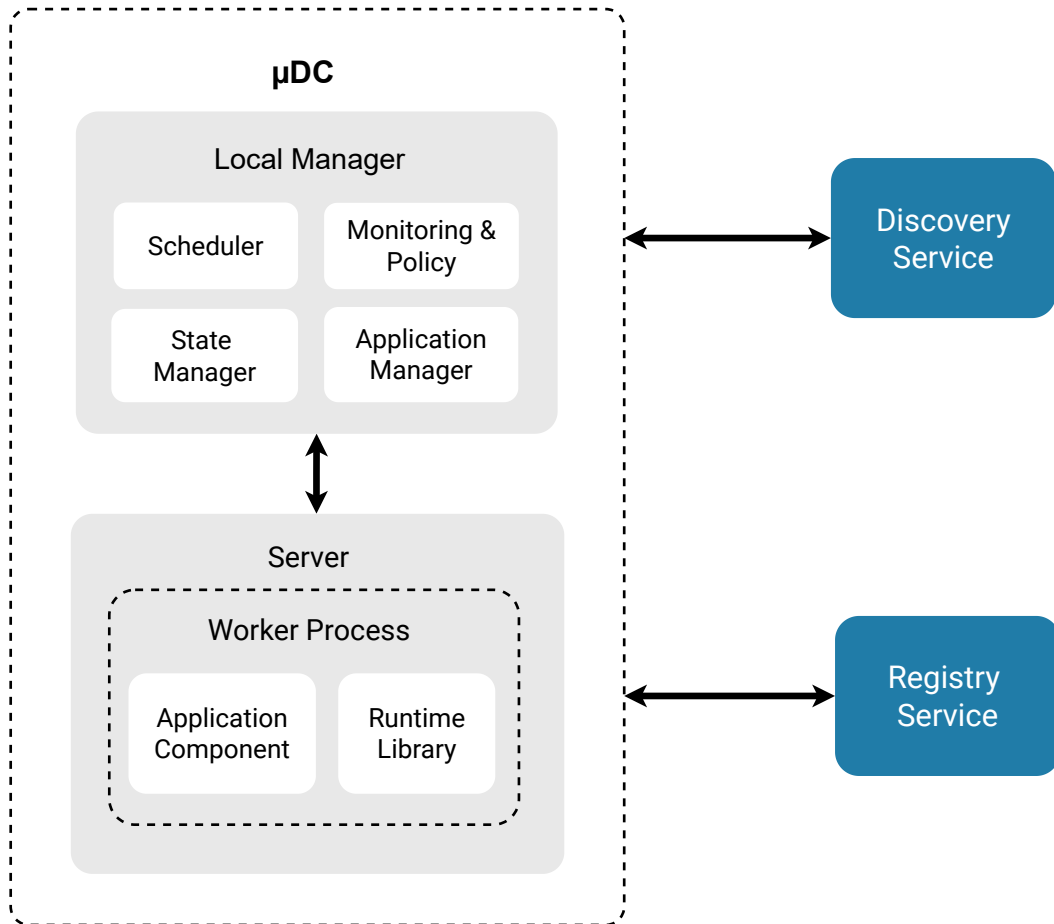 µDC
Local Manager
Scheduler
Monitoring &
Policy
State
Manager
Application
Manager
Server
Worker Process
Application
Component
Runtime
Library
Discovery
Service
Registry
Service